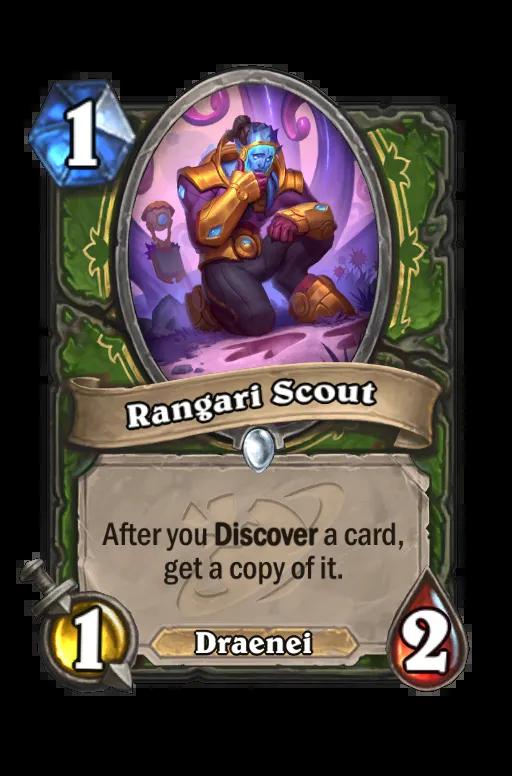 1
Rangari Scout
After you Discover a card,
get a copy of it.
1
Draenei
2